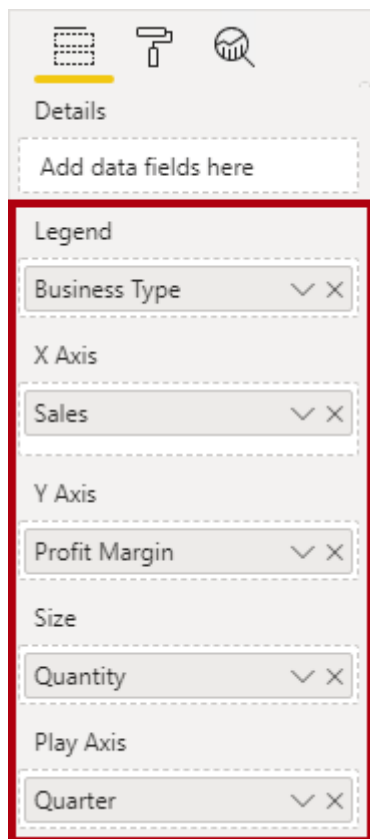 Details
Add data fields here
Legend
Business Type
X Axis
Sales
Y Axis
Profit Margin
Size
Quantity
Play Axis
Quarter